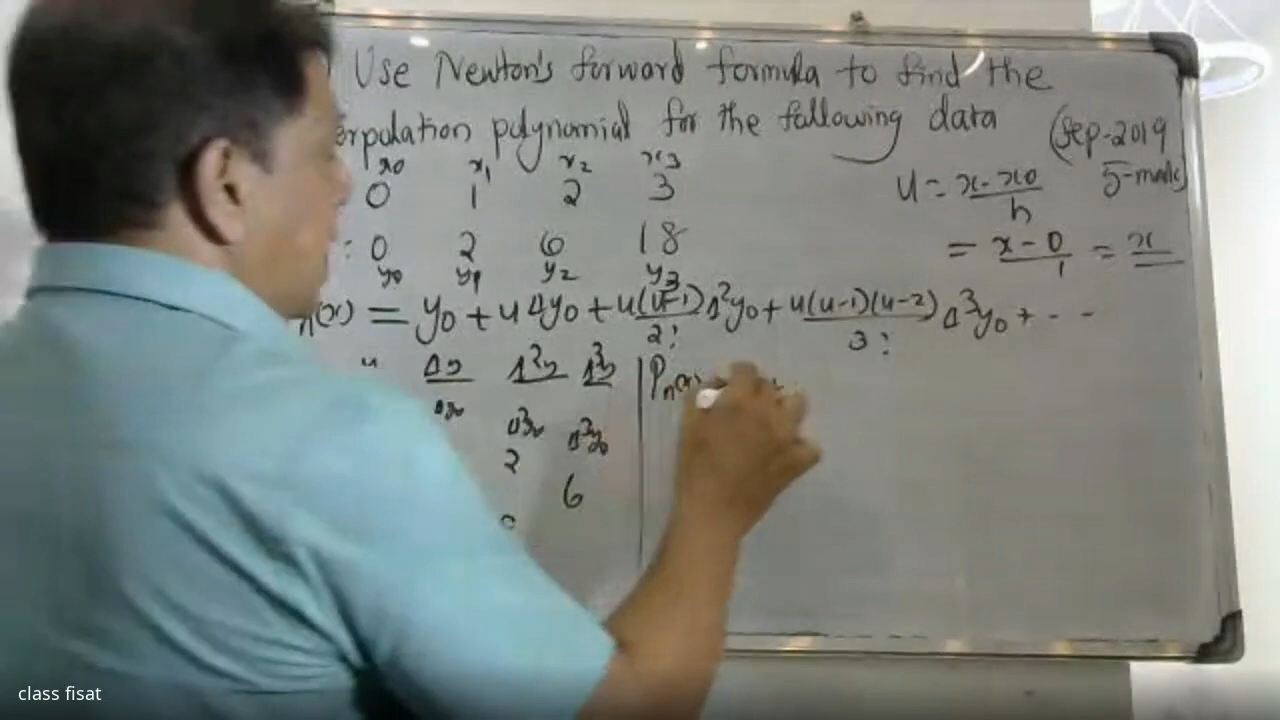 Use Newton's forward formula to find the
erpolation polynomial for the following data (Sep-2019
5-mark)
x0 x1 x2 x3
0 1 2 3
: 0 2 6 18
y0 y1 y2 y3
u = x-x0/h
= x-0/1 = x
n(x) = y0 + uΔy0 + u(u-1)/2! Δ²y0 + u(u-1)(u-2)/3! Δ³y0 + - -
Δy Δ²y Δ³y
Δy0 Δ²y0 Δ³y0
2
6
Pn(x)
class fisat